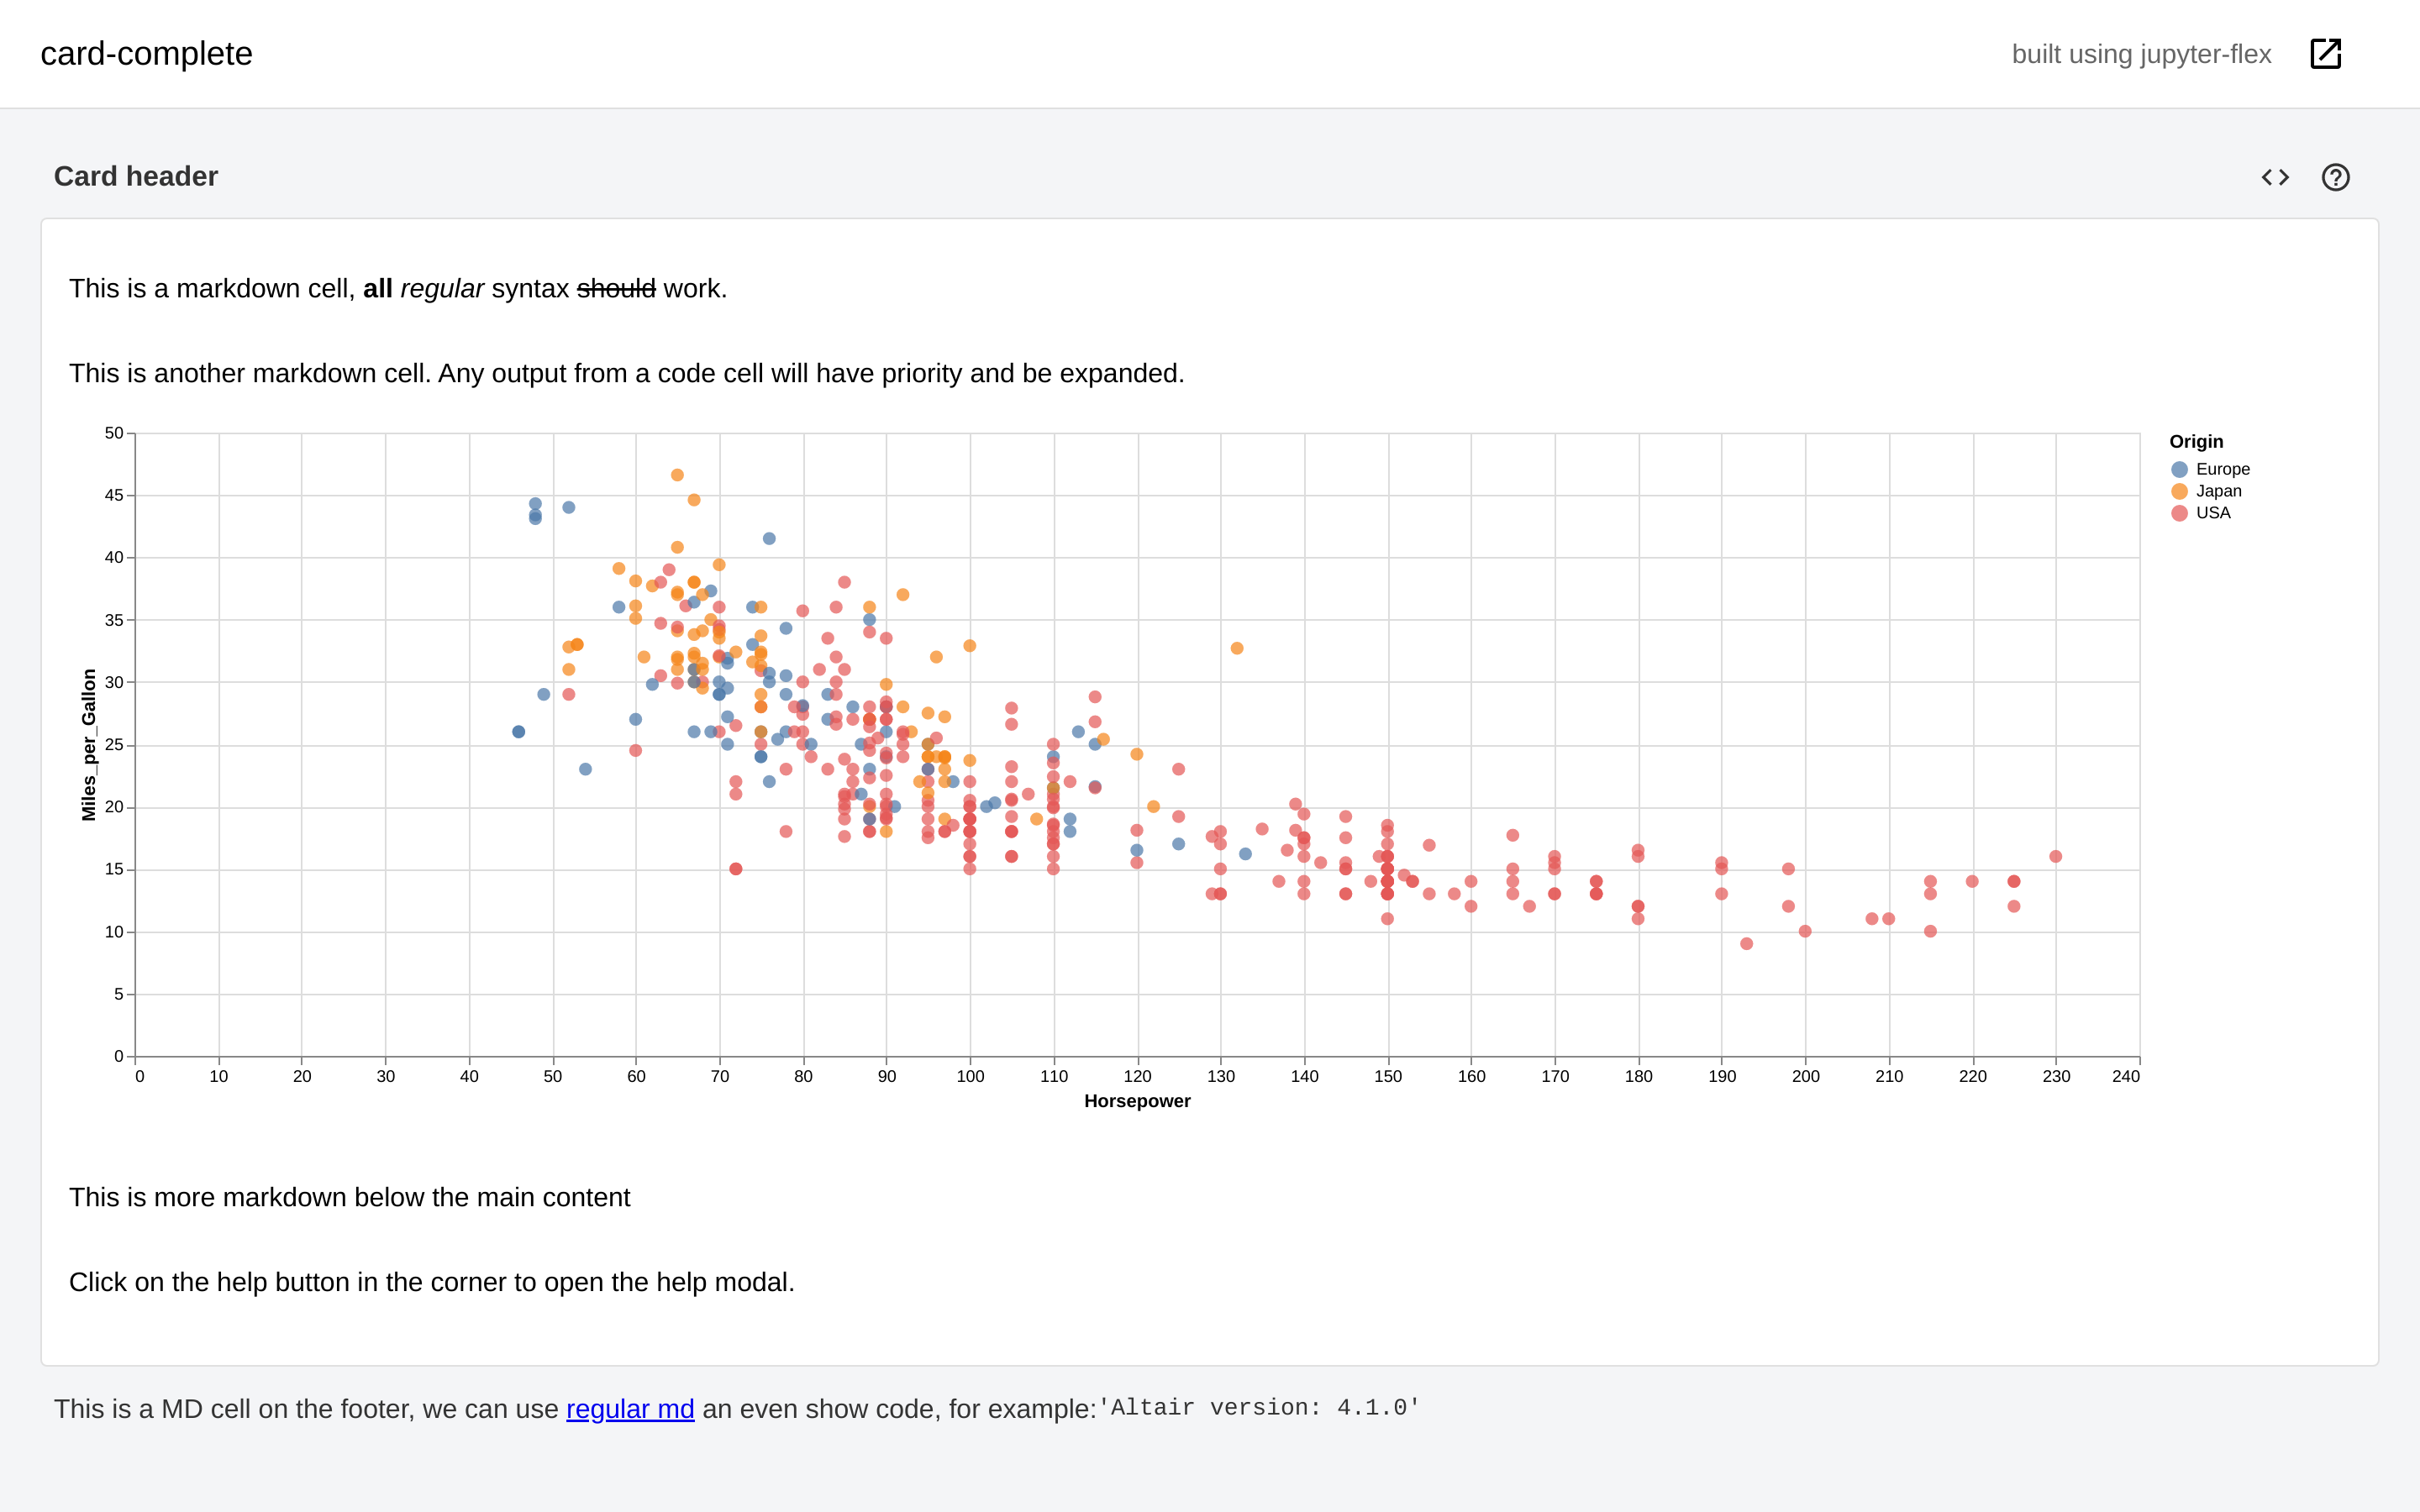 card-complete
built using jupyter-flex
Card header
This is a markdown cell, all regular syntax should work.
This is another markdown cell. Any output from a code cell will have priority and be expanded.
50
45
40
35
30
25
20
15
10
5
0
Miles_per_Gallon
0 10 20 30 40 50 60 70 80 90 100 110 120 130 140 150 160 170 180 190 200 210 220 230 240
Horsepower
Origin
Europe
Japan
USA
This is more markdown below the main content
Click on the help button in the corner to open the help modal.
This is a MD cell on the footer, we can use regular md an even show code, for example:'Altair version: 4.1.0'